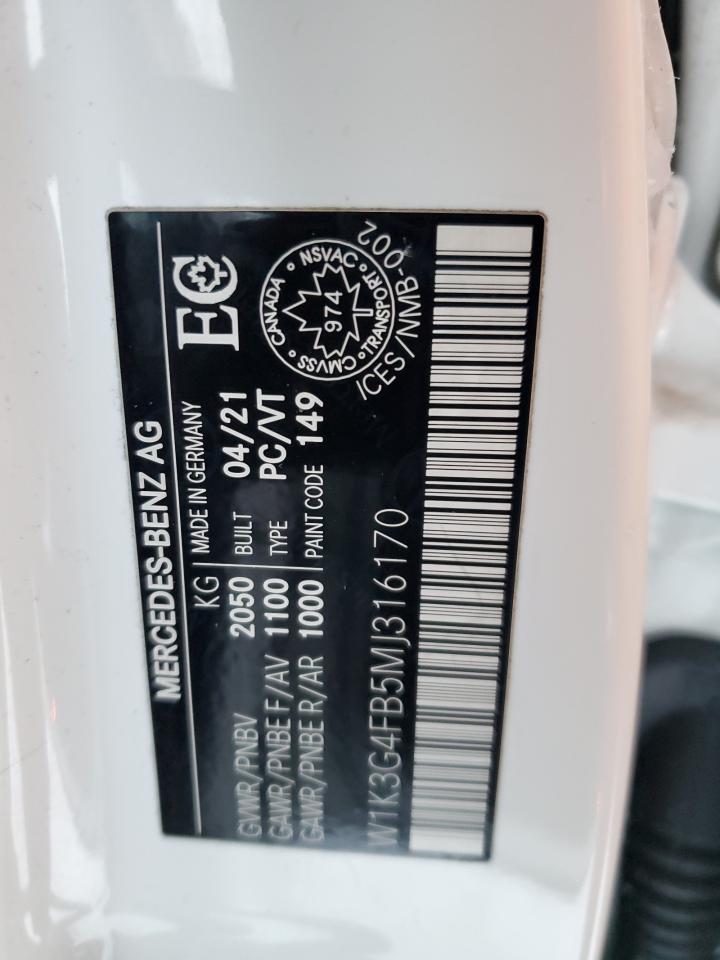 MERCEDES-BENZ AG
KG MADE IN GERMANY
GVWR/PNBV 2050 BUILT 04/21
GAWR/PNBE F/AV 1100 TYPE PC/VT
GAWR/PNBE R/AR 1000 PAINT CODE 149
EC
CMVSS • CANADA • NSVAC • TRANSPORT •
974
/CES/NMB-002
W1K3G4FB5MJ316170